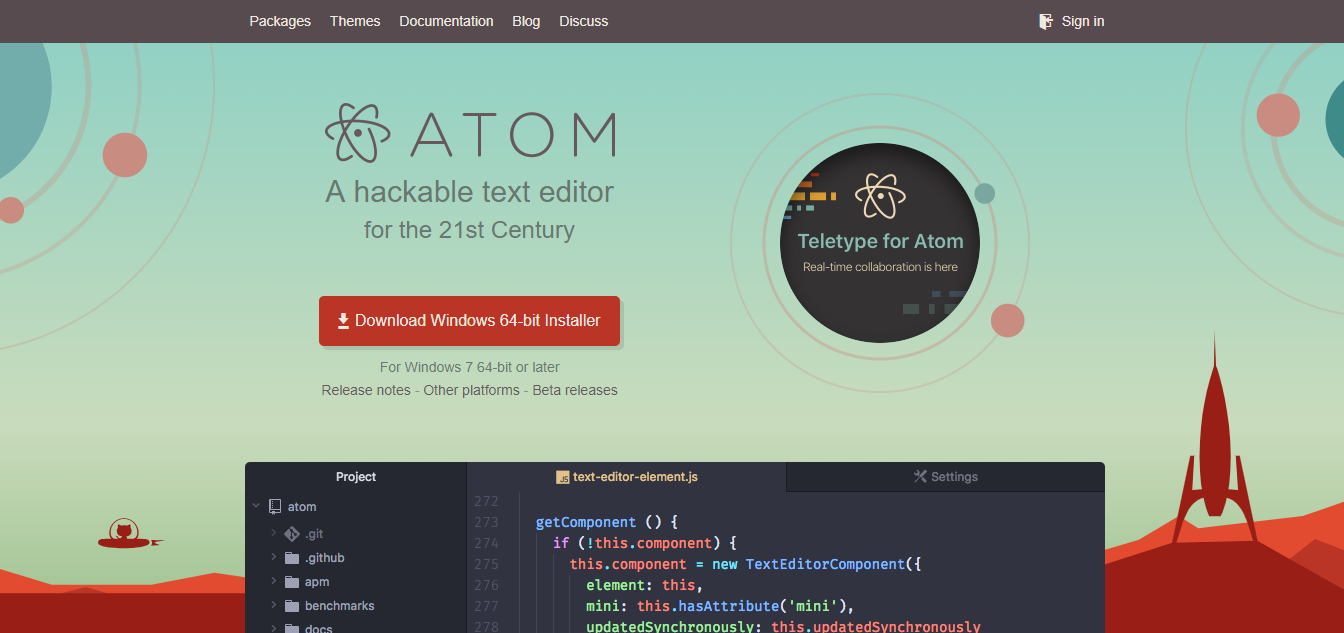 Packages Themes Documentation Blog Discuss Sign in
ATOM
A hackable text editor
for the 21st Century
Download Windows 64-bit Installer
For Windows 7 64-bit or later
Release notes - Other platforms - Beta releases
Teletype for Atom
Real-time collaboration is here
Project
atom
.git
.github
apm
benchmarks
docs
JS text-editor-element.js
Settings
272
273 getComponent () {
274 if (!this.component) {
275 this.component = new TextEditorComponent({
276 element: this,
277 mini: this.hasAttribute('mini'),
278 updatedSynchronously: this.updatedSynchronously